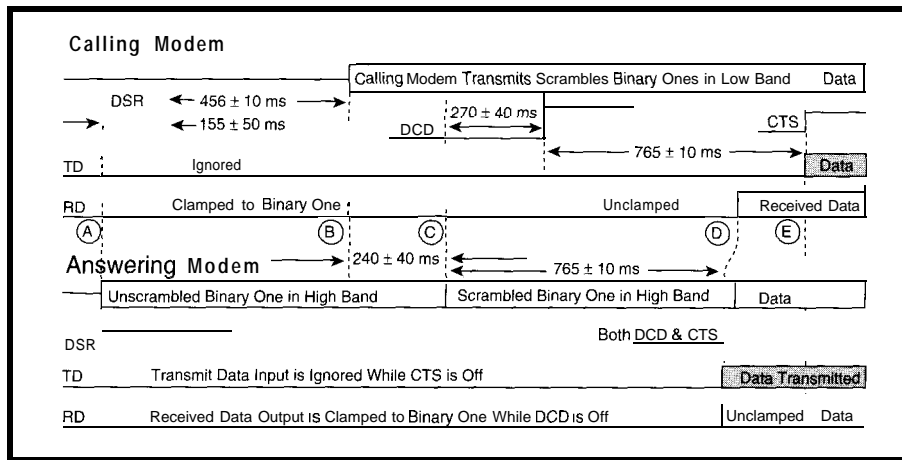 Calling Modem
Calling Modem Transmits Scrambles Binary Ones in Low Band Data
DSR 456 ± 10 ms
155 ± 50 ms
DCD 270 ± 40 ms
CTS
765 ± 10 ms
TD Ignored Data
RD Clamped to Binary One Unclamped Received Data
A B C D E
Answering Modem 240 ± 40 ms 765 ± 10 ms
Unscrambled Binary One in High Band Scrambled Binary One in High Band Data
Both DCD & CTS
DSR
TD Transmit Data Input is Ignored While CTS is Off Data Transmitted
RD Received Data Output is Clamped to Binary One While DCD is Off Unclamped Data